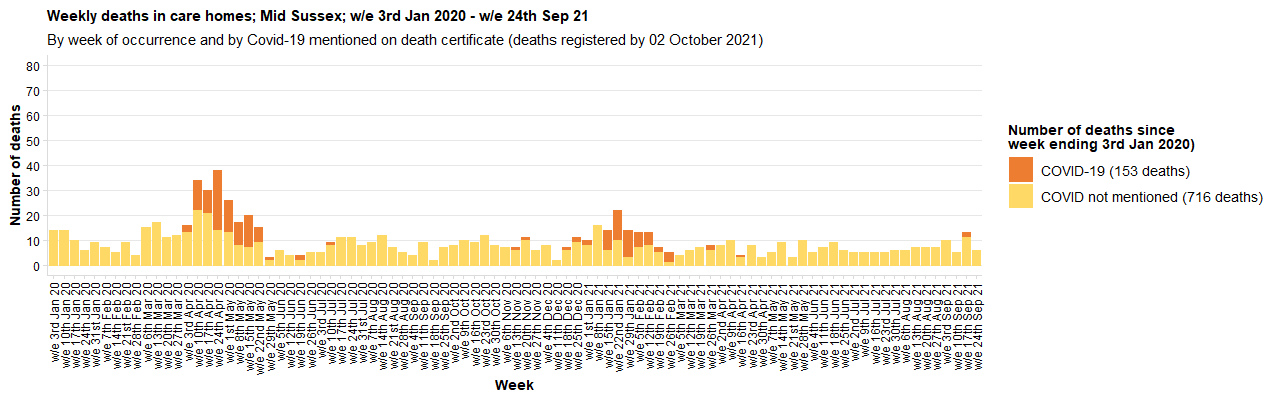 Weekly deaths in care homes; Mid Sussex; w/e 3rd Jan 2020 - w/e 24th Sep 21
By week of occurrence and by Covid-19 mentioned on death certificate (deaths registered by 02 October 2021)
Number of deaths
80
70
60
50
40
30
20
10
0
w/e 3rd Jan 20
w/e 10th Jan 20
w/e 17th Jan 20
w/e 24th Jan 20
w/e 31st Jan 20
w/e 7th Feb 20
w/e 14th Feb 20
w/e 21st Feb 20
w/e 28th Feb 20
w/e 6th Mar 20
w/e 13th Mar 20
w/e 20th Mar 20
w/e 27th Mar 20
w/e 3rd Apr 20
w/e 10th Apr 20
w/e 17th Apr 20
w/e 24th Apr 20
w/e 1st May 20
w/e 8th May 20
w/e 15th May 20
w/e 22nd May 20
w/e 29th May 20
w/e 5th Jun 20
w/e 12th Jun 20
w/e 19th Jun 20
w/e 26th Jun 20
w/e 3rd Jul 20
w/e 10th Jul 20
w/e 17th Jul 20
w/e 24th Jul 20
w/e 31st Jul 20
w/e 7th Aug 20
w/e 14th Aug 20
w/e 21st Aug 20
w/e 28th Aug 20
w/e 4th Sep 20
w/e 11th Sep 20
w/e 18th Sep 20
w/e 25th Sep 20
w/e 2nd Oct 20
w/e 9th Oct 20
w/e 16th Oct 20
w/e 23rd Oct 20
w/e 30th Oct 20
w/e 6th Nov 20
w/e 13th Nov 20
w/e 20th Nov 20
w/e 27th Nov 20
w/e 4th Dec 20
w/e 11th Dec 20
w/e 18th Dec 20
w/e 25th Dec 20
w/e 1st Jan 21
w/e 8th Jan 21
w/e 15th Jan 21
w/e 22nd Jan 21
w/e 29th Jan 21
w/e 5th Feb 21
w/e 12th Feb 21
w/e 19th Feb 21
w/e 26th Feb 21
w/e 5th Mar 21
w/e 12th Mar 21
w/e 19th Mar 21
w/e 26th Mar 21
w/e 2nd Apr 21
w/e 9th Apr 21
w/e 16th Apr 21
w/e 23rd Apr 21
w/e 30th Apr 21
w/e 7th May 21
w/e 14th May 21
w/e 21st May 21
w/e 28th May 21
w/e 4th Jun 21
w/e 11th Jun 21
w/e 18th Jun 21
w/e 25th Jun 21
w/e 2nd Jul 21
w/e 9th Jul 21
w/e 16th Jul 21
w/e 23rd Jul 21
w/e 30th Jul 21
w/e 6th Aug 21
w/e 13th Aug 21
w/e 20th Aug 21
w/e 27th Aug 21
w/e 3rd Sep 21
w/e 10th Sep 21
w/e 17th Sep 21
w/e 24th Sep 21
Week
Number of deaths since
week ending 3rd Jan 2020)
COVID-19 (153 deaths)
COVID not mentioned (716 deaths)